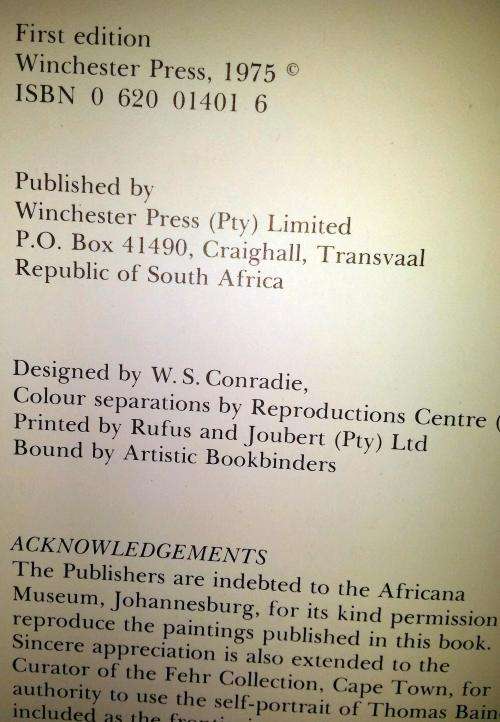 First edition
Winchester Press, 1975 ©
ISBN 0 620 01401 6
Published by
Winchester Press (Pty) Limited
P.O. Box 41490, Craighall, Transvaal
Republic of South Africa
Designed by W. S. Conradie,
Colour separations by Reproductions Centre (
Printed by Rufus and Joubert (Pty) Ltd
Bound by Artistic Bookbinders
ACKNOWLEDGEMENTS
The Publishers are indebted to the Africana
Museum, Johannesburg, for its kind permission
reproduce the paintings published in this book.
Sincere appreciation is also extended to the
Curator of the Fehr Collection, Cape Town, for
authority to use the self-portrait of Thomas Bain
included as the